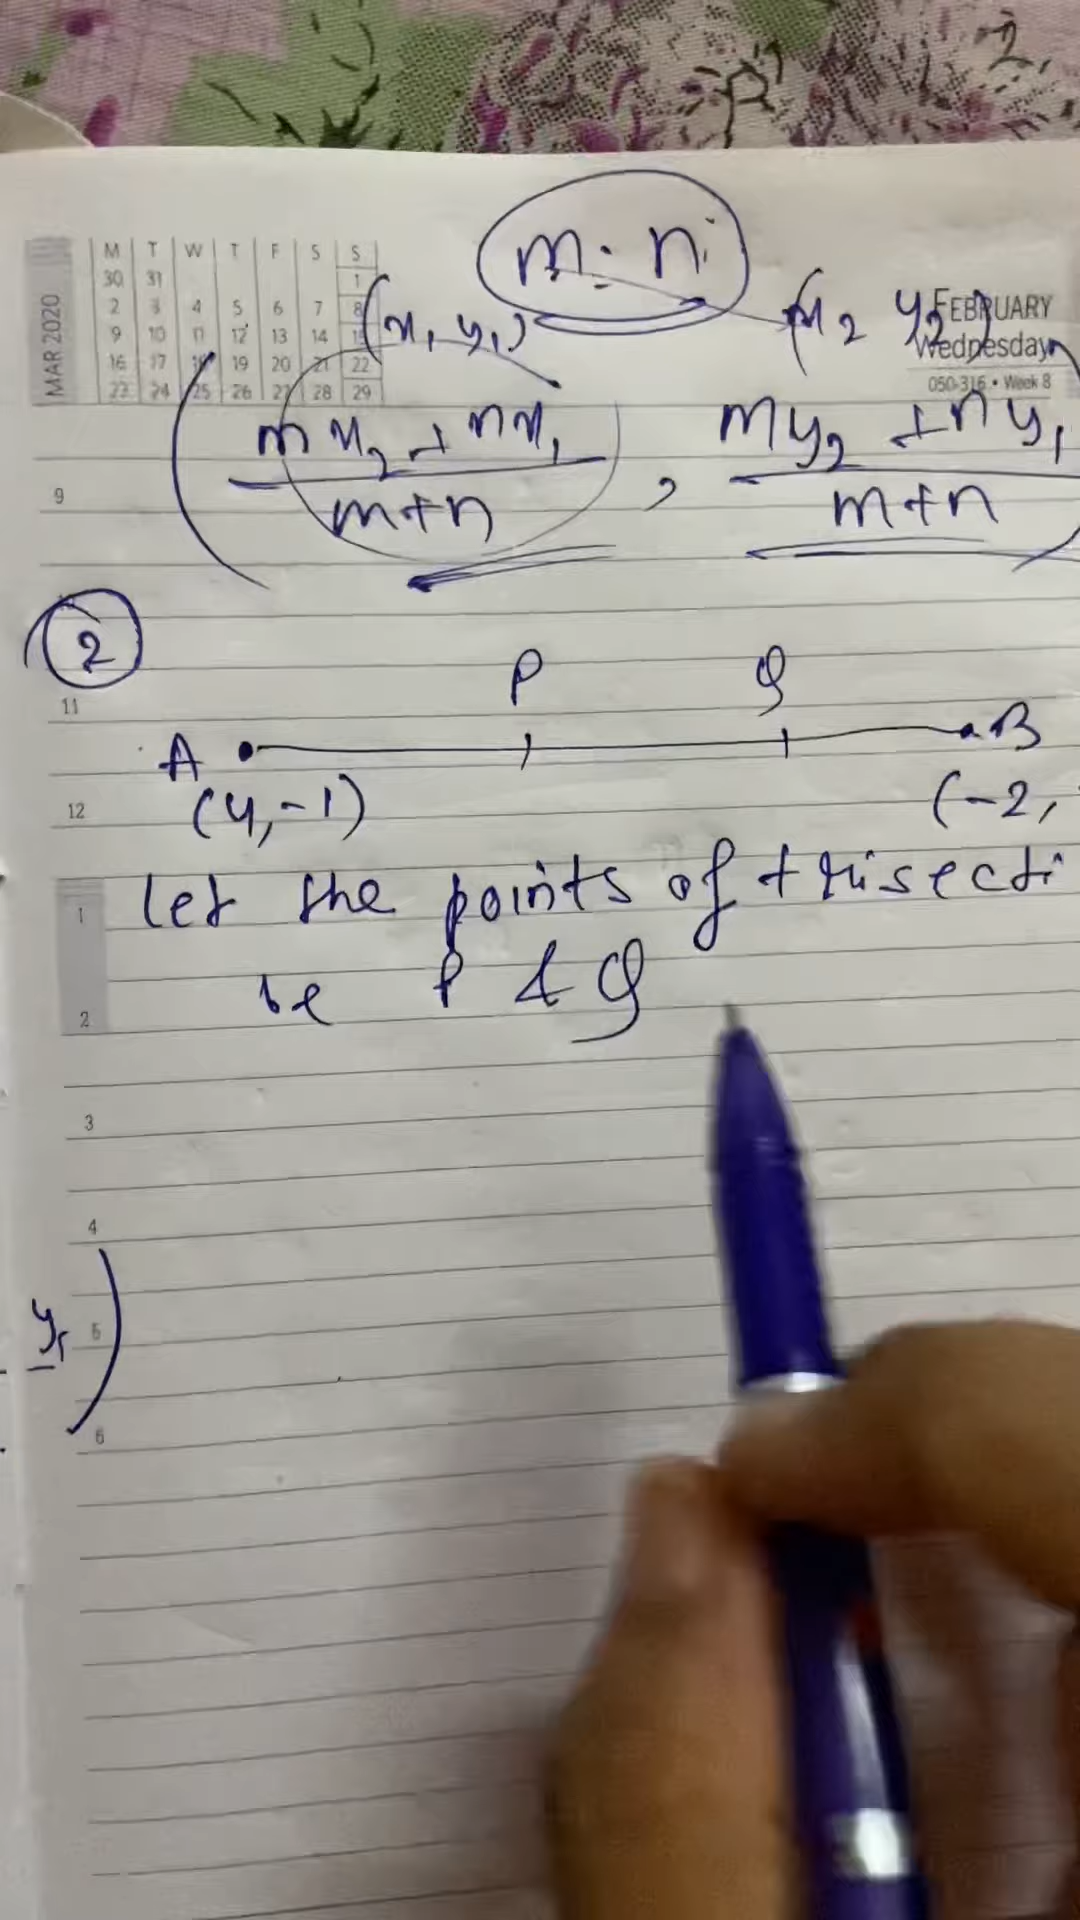 m : n
(x₁ y₁) (x₂ y₂)
FEBRUARY
Wednesday
050-316 • Week 8
MAR 2020
M T W T F S S
30 31 1
2 3 4 5 6 7 8
9 10 11 12 13 14 15
16 17 18 19 20 21 22
23 24 25 26 27 28 29
(mx₂ + nx₁ / m+n , my₂ + ny₁ / m+n)
9
2
P Q
11
A B
12
(4, -1) (-2,
1
Let the points of trisecti
be P & Q
2
3
4
y₁ )
5
6